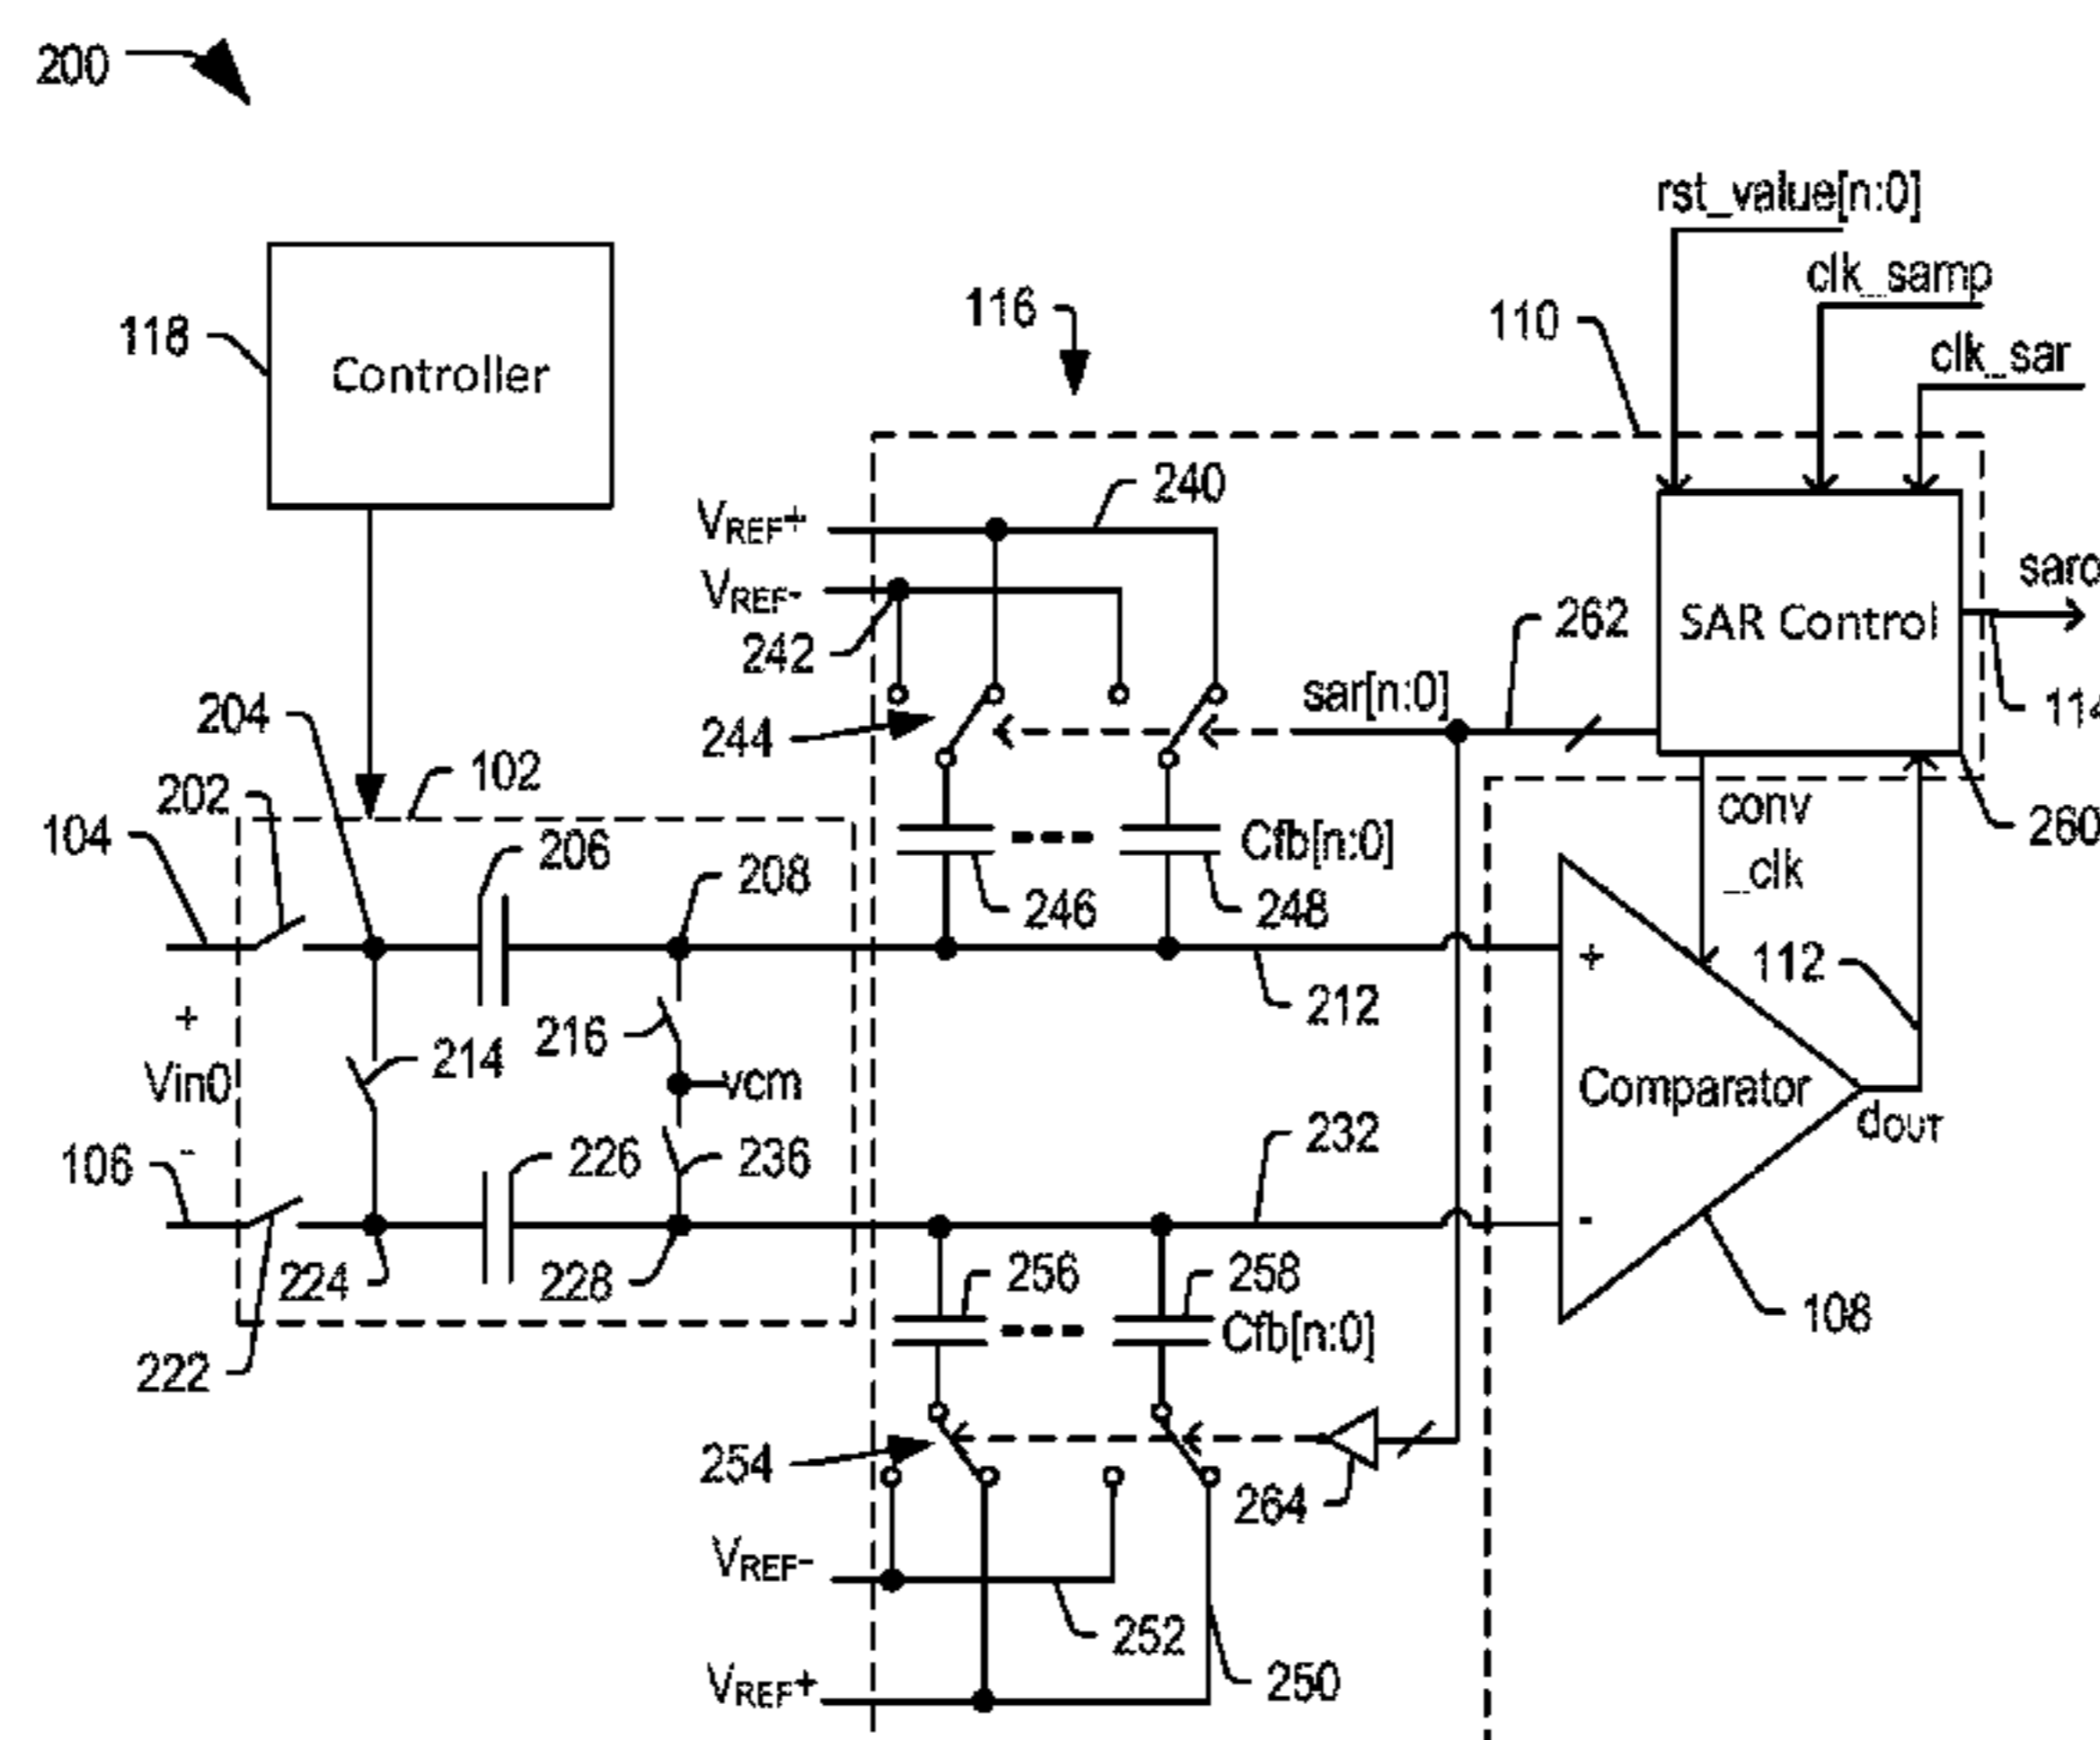 200
rst_value[n:0]
clk_samp
116
110
118
Controller
clk_sar
240
VREF+
VREF-
262
SAR Control
242
sar[n:0]
114
204
244
202
102
conv
_clk
260
104
206
208
Cfb[n:0]
246
248
+
112
212
+
216
214
Vin0
vcm
Comparator
dOUT
232
106
-
226
236
-
224
228
256
258
108
222
Cfb[n:0]
254
264
VREF-
252
VREF+
250